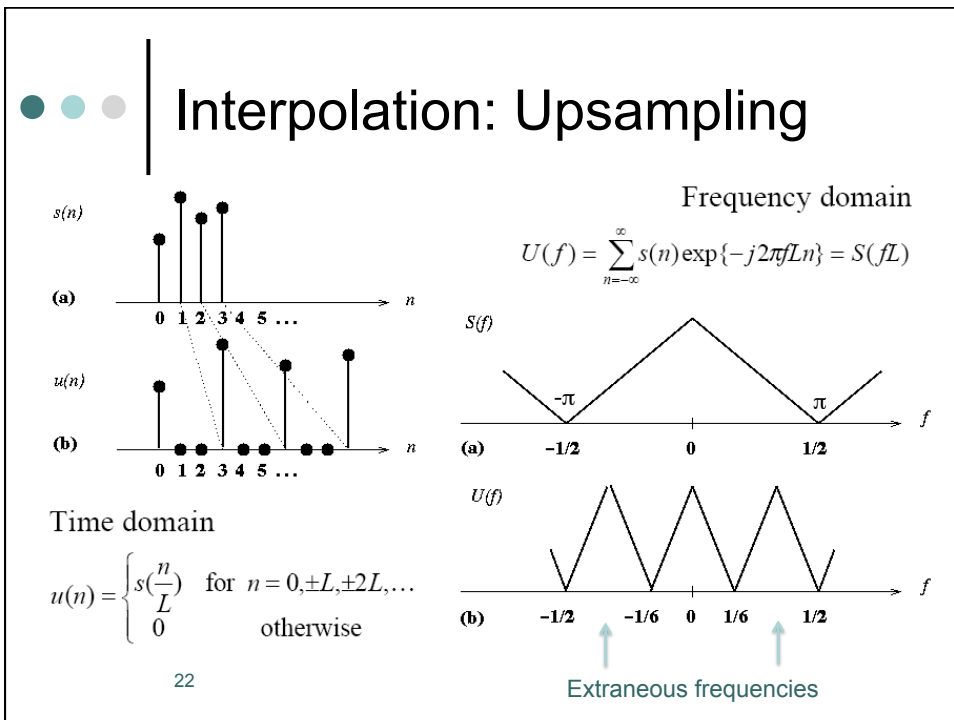 Interpolation: Upsampling
s(n)
(a)
n
0 1 2 3 4 5 ...
u(n)
(b)
n
0 1 2 3 4 5 ...
Time domain
u(n) = { s(n/L) for n = 0,±L,±2L,…
0 otherwise
22
Frequency domain
U(f) = ∑_{n=-∞}^{∞} s(n) exp{-j2πfLn} = S(fL)
S(f)
-π π
f
(a) -1/2 0 1/2
U(f)
f
(b) -1/2 -1/6 0 1/6 1/2
Extraneous frequencies